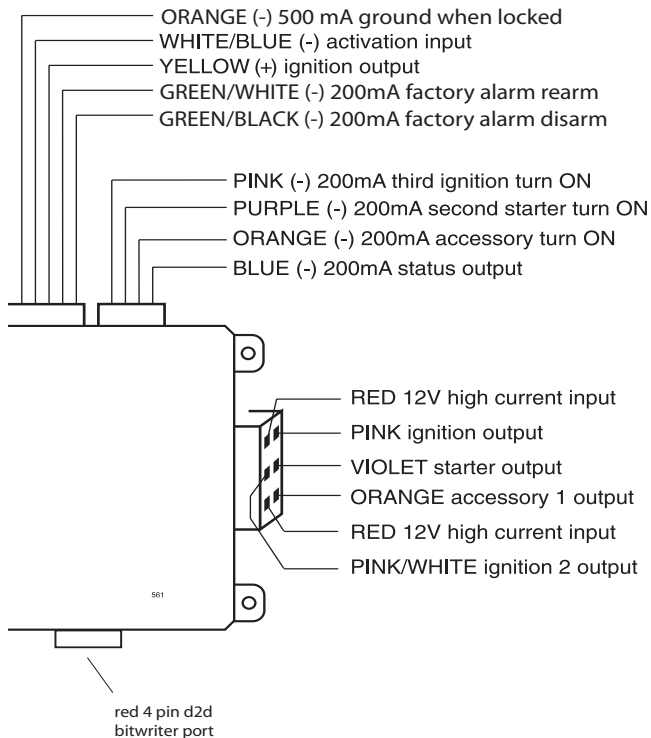 ORANGE (-) 500 mA ground when locked
WHITE/BLUE (-) activation input
YELLOW (+) ignition output
GREEN/WHITE (-) 200mA factory alarm rearm
GREEN/BLACK (-) 200mA factory alarm disarm
PINK (-) 200mA third ignition turn ON
PURPLE (-) 200mA second starter turn ON
ORANGE (-) 200mA accessory turn ON
BLUE (-) 200mA status output
RED 12V high current input
PINK ignition output
VIOLET starter output
ORANGE accessory 1 output
RED 12V high current input
PINK/WHITE ignition 2 output
561
red 4 pin d2d
bitwriter port